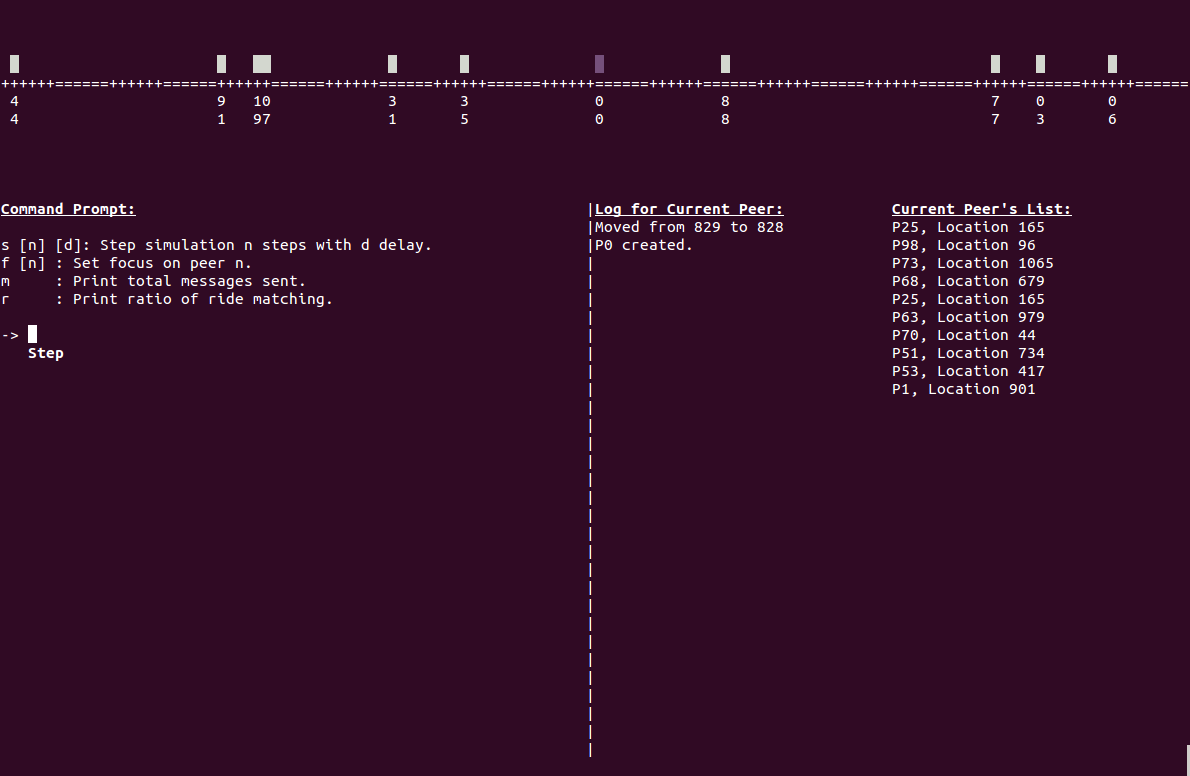 ++++++======++++++======++++++======++++++======++++++======++++++======++++++======++++++======++++++======++++++======++++++======
4 9 10 3 3 0 8 7 0 0
4 1 97 1 5 0 8 7 3 6
Command Prompt: |Log for Current Peer: Current Peer's List:
|Moved from 829 to 828 P25, Location 165
s [n] [d]: Step simulation n steps with d delay. |P0 created. P98, Location 96
f [n] : Set focus on peer n. | P73, Location 1065
m : Print total messages sent. | P68, Location 679
r : Print ratio of ride matching. | P25, Location 165
| P63, Location 979
-> | P70, Location 44
Step | P51, Location 734
| P53, Location 417
| P1, Location 901